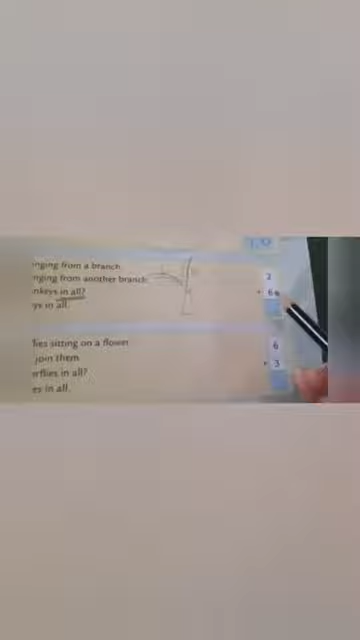 nging from a branch
nging from another branch
nkeys in all?
ys in all.
2
+ 6
flies sitting on a flower
join them
rflies in all?
es in all.
6
+ 3